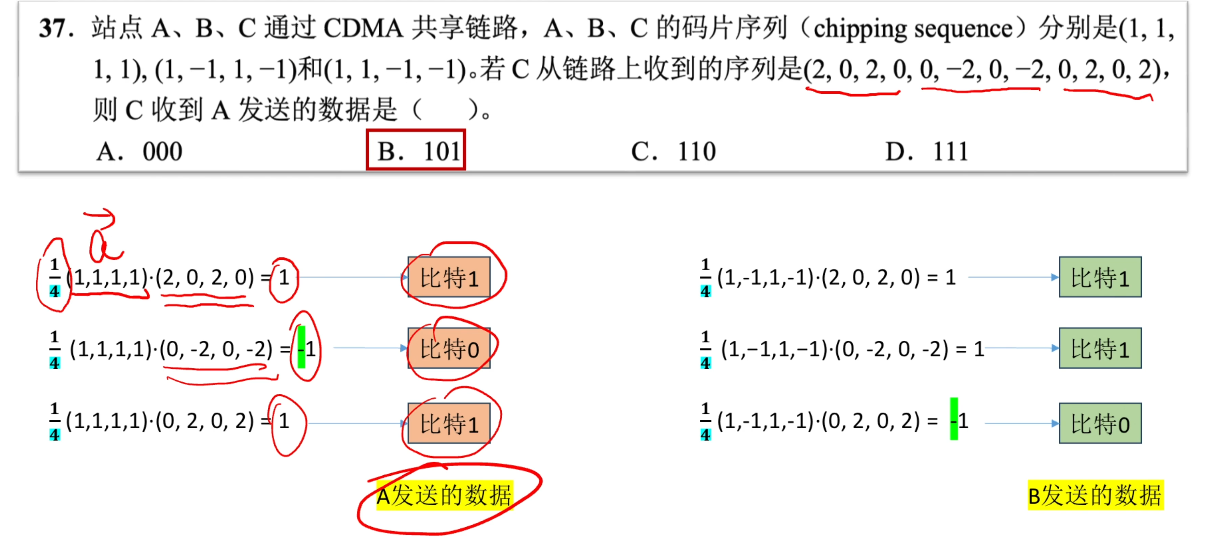 37. 站点 A、B、C 通过 CDMA 共享链路，A、B、C 的码片序列（chipping sequence）分别是(1, 1,
1, 1), (1, −1, 1, −1)和(1, 1, −1, −1)。若 C 从链路上收到的序列是(2, 0, 2, 0, 0, −2, 0, −2, 0, 2, 0, 2)，
则 C 收到 A 发送的数据是（ ）。
A. 000 B. 101 C. 110 D. 111
a
1/4 (1,1,1,1)·(2, 0, 2, 0) = 1 比特1 1/4 (1,-1,1,-1)·(2, 0, 2, 0) = 1 比特1
1/4 (1,1,1,1)·(0, -2, 0, -2) = -1 比特0 1/4 (1,−1,1,−1)·(0, -2, 0, -2) = 1 比特1
1/4 (1,1,1,1)·(0, 2, 0, 2) = 1 比特1 1/4 (1,-1,1,-1)·(0, 2, 0, 2) = -1 比特0
A发送的数据 B发送的数据